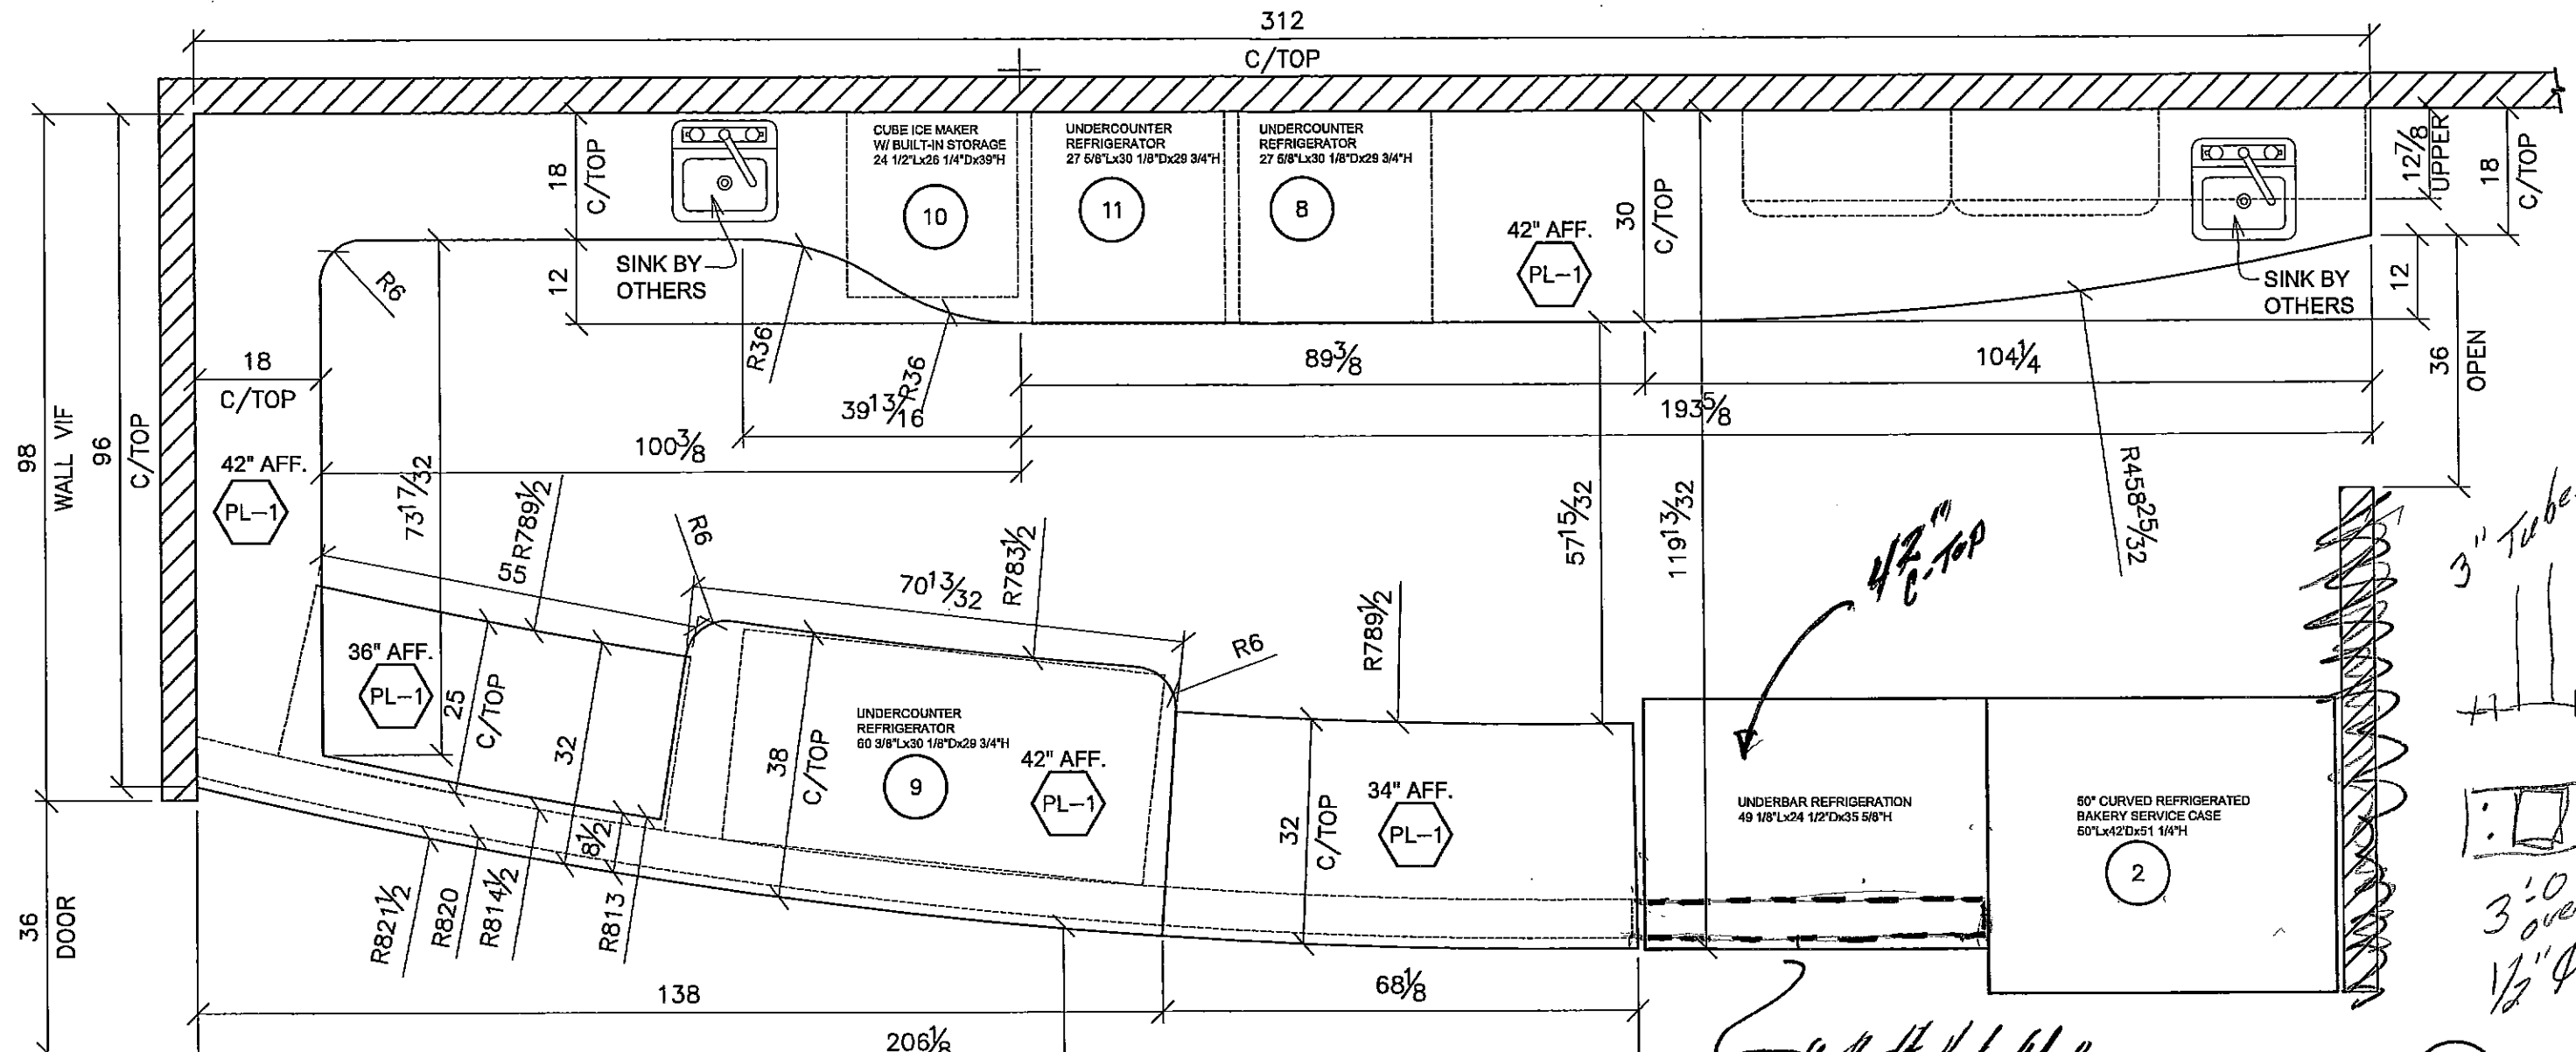 312
C/TOP
98
WALL VIF
96
C/TOP
36
DOOR
18
C/TOP
12
CUBE ICE MAKER
W/ BUILT-IN STORAGE
24 1/2"Lx26 1/4"Dx39"H
10
UNDERCOUNTER
REFRIGERATOR
27 5/8"Lx30 1/8"Dx29 3/4"H
11
UNDERCOUNTER
REFRIGERATOR
27 5/8"Lx30 1/8"Dx29 3/4"H
8
42" AFF.
PL-1
30
C/TOP
12 7/8
UPPER
18
C/TOP
12
36
OPEN
SINK BY
OTHERS
SINK BY
OTHERS
R6
R36
R36
18
C/TOP
89 3/8
104 1/4
39 13/16
193 5/8
100 3/8
42" AFF.
PL-1
73 17/32
55
R789 1/2
R6
70 13/32
R783 1/2
R6
R789 1/2
57 15/32
119 13/32
R458 25/32
42"
C-TOP
3" Tube
36" AFF.
PL-1
25
C/TOP
32
38
C/TOP
UNDERCOUNTER
REFRIGERATOR
60 3/8"Lx30 1/8"Dx29 3/4"H
9
42" AFF.
PL-1
34" AFF.
PL-1
32
C/TOP
UNDERBAR REFRIGERATION
49 1/8"Lx24 1/2"Dx35 5/8"H
50" CURVED REFRIGERATED
BAKERY SERVICE CASE
50"Lx42'Dx51 1/4"H
2
8 1/2
R821 1/2
R820
R814 1/2
R813
3'-0
1 1/2" Ø
138
68 1/8
206 1/8